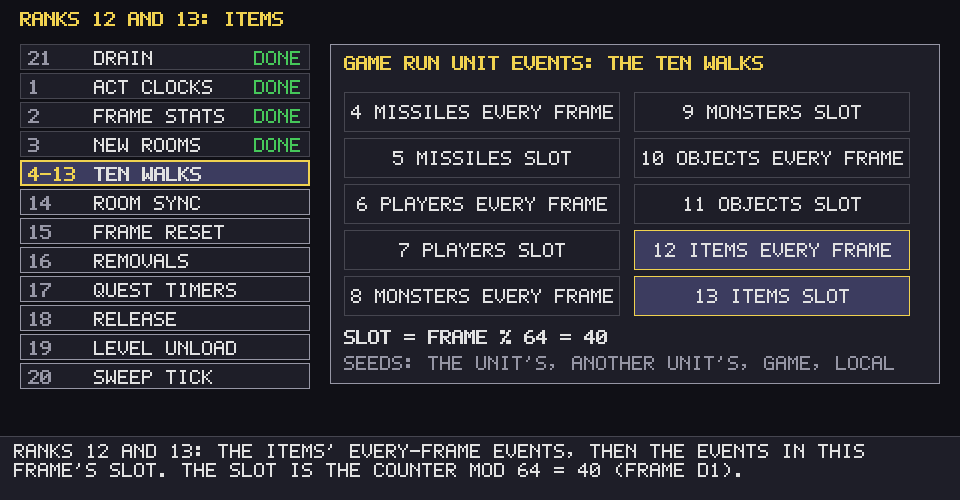 RANKS 12 AND 13: ITEMS
21 DRAIN DONE
1 ACT CLOCKS DONE
2 FRAME STATS DONE
3 NEW ROOMS DONE
4-13 TEN WALKS
14 ROOM SYNC
15 FRAME RESET
16 REMOVALS
17 QUEST TIMERS
18 RELEASE
19 LEVEL UNLOAD
20 SWEEP TICK
GAME RUN UNIT EVENTS: THE TEN WALKS
4 MISSILES EVERY FRAME
5 MISSILES SLOT
6 PLAYERS EVERY FRAME
7 PLAYERS SLOT
8 MONSTERS EVERY FRAME
9 MONSTERS SLOT
10 OBJECTS EVERY FRAME
11 OBJECTS SLOT
12 ITEMS EVERY FRAME
13 ITEMS SLOT
SLOT = FRAME % 64 = 40
SEEDS: THE UNIT'S, ANOTHER UNIT'S, GAME, LOCAL
RANKS 12 AND 13: THE ITEMS' EVERY-FRAME EVENTS, THEN THE EVENTS IN THIS
FRAME'S SLOT. THE SLOT IS THE COUNTER MOD 64 = 40 (FRAME D1).